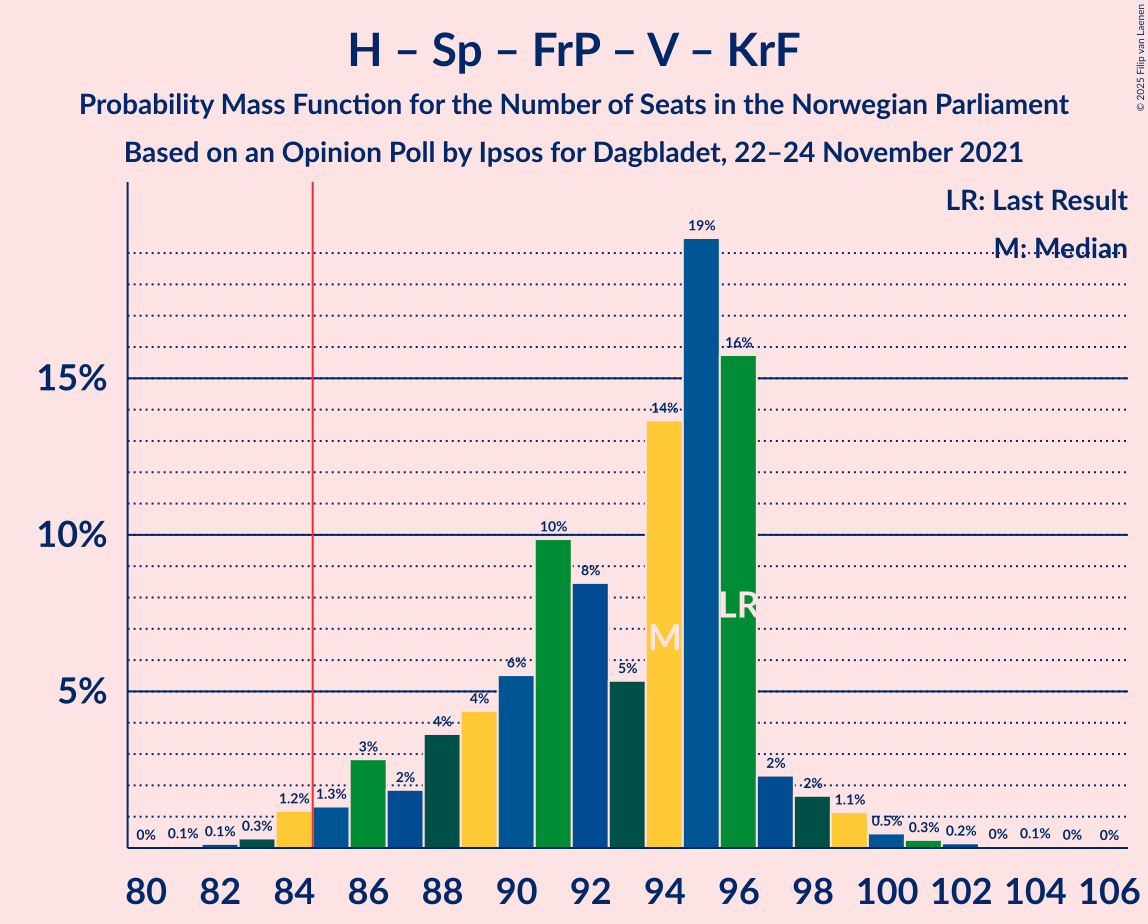 H – Sp – FrP – V – KrF
Probability Mass Function for the Number of Seats in the Norwegian Parliament
Based on an Opinion Poll by Ipsos for Dagbladet, 22–24 November 2021
© 2025 Filip van Laenen
LR: Last Result
M: Median
15%
10%
5%
0% 0.1% 0.1% 0.3% 1.2% 1.3% 3% 2% 4% 4% 6% 10% 8% 5% 14% 19% 16% 2% 2% 1.1% 0.5% 0.3% 0.2% 0% 0.1% 0% 0%
M
LR
80 82 84 86 88 90 92 94 96 98 100 102 104 106